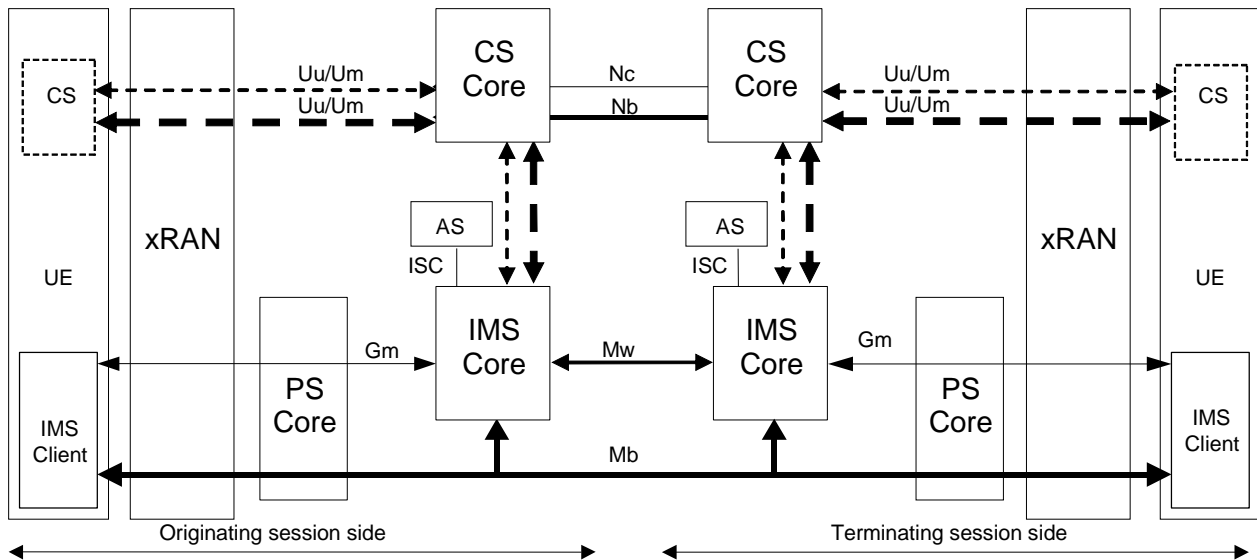 CS
Core
CS
Core
Uu/Um
Nc
Uu/Um
CS
CS
Uu/Um
Nb
Uu/Um
AS
AS
xRAN
xRAN
ISC
ISC
UE
UE
IMS
Core
IMS
Core
Gm
Mw
Gm
PS
Core
PS
Core
IMS
Client
IMS
Client
Mb
Originating session side
Terminating session side